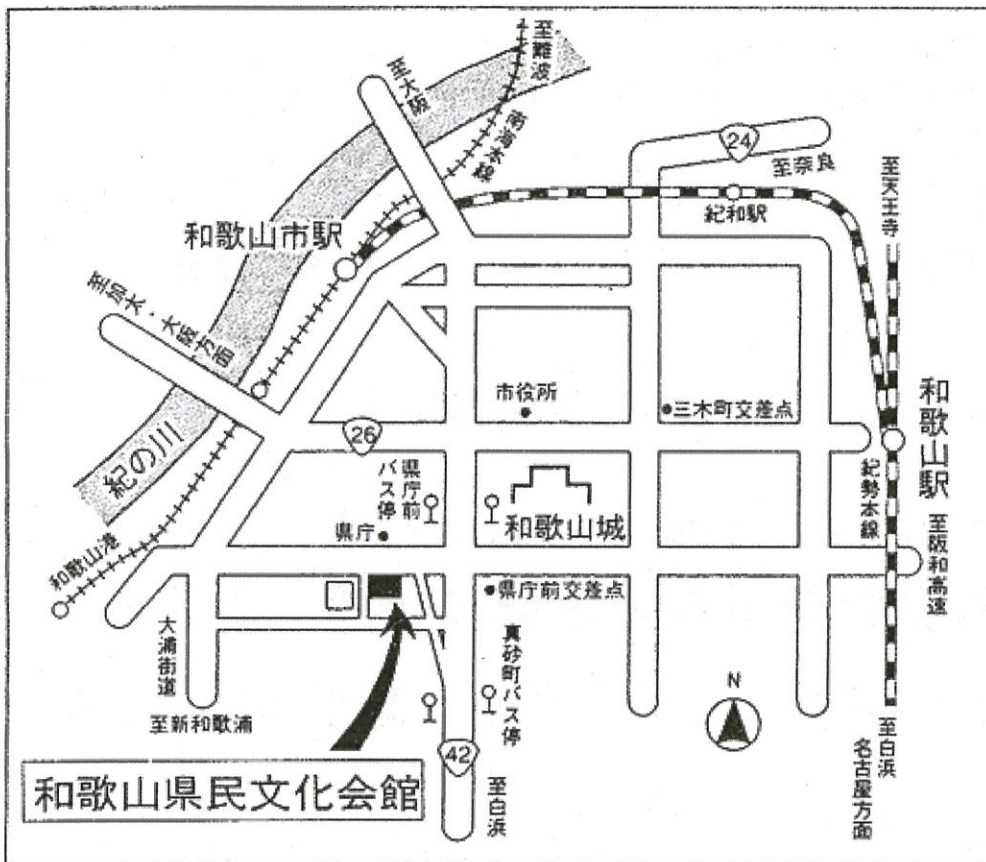 至難波
至大阪
南海本線
24
至奈良
至天王寺
紀和駅
和歌山市駅
至加太・大阪方面
市役所
三木町交差点
和歌山駅
26
紀の川
県庁前
バス停
和歌山城
紀勢本線
県庁
和歌山港
県庁前交差点
至阪和高速
大浦街道
真砂町バス停
N
至新和歌浦
42
至白浜
至白浜
名古屋方面
和歌山県民文化会館